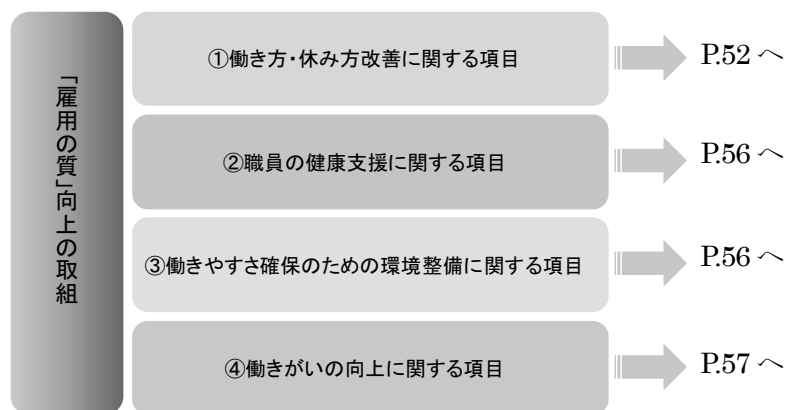 「雇用の質」向上の取組
①働き方・休み方改善に関する項目
P.52 へ
②職員の健康支援に関する項目
P.56 へ
③働きやすさ確保のための環境整備に関する項目
P.56 へ
④働きがいの向上に関する項目
P.57 へ